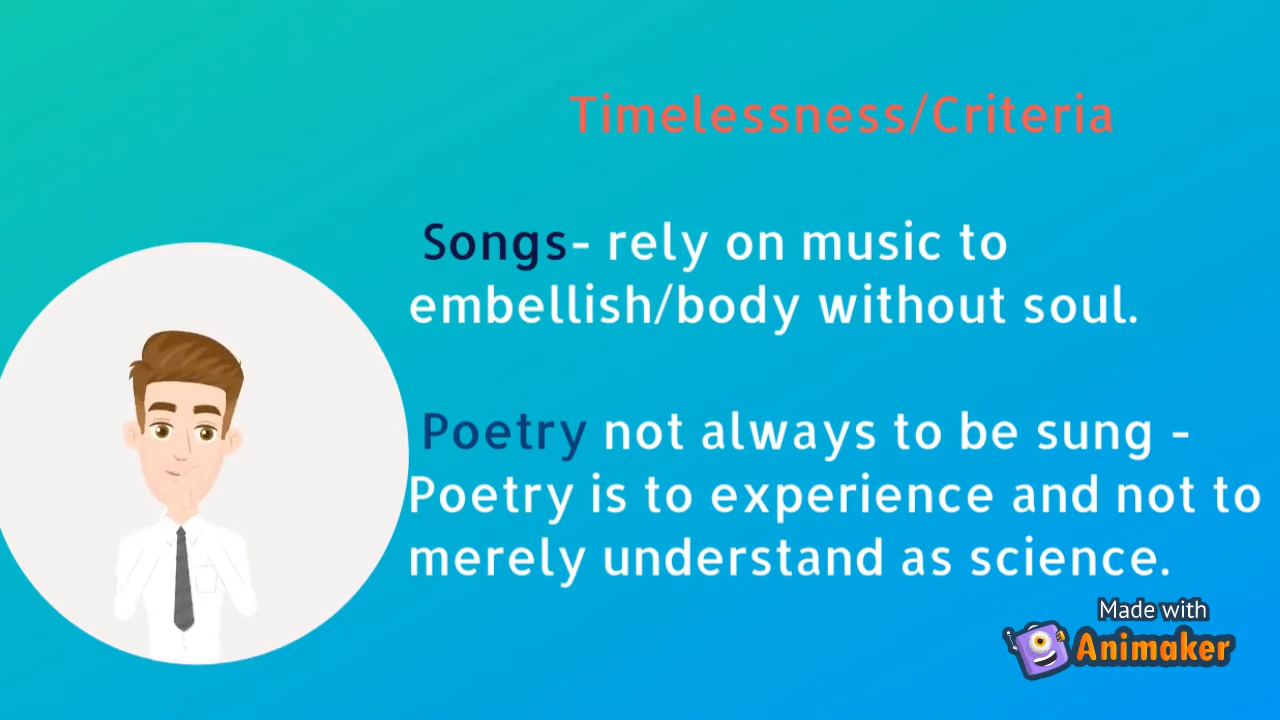 Timelessness/Criteria
Songs- rely on music to
embellish/body without soul.
Poetry not always to be sung -
Poetry is to experience and not to
merely understand as science.
Made with
Animaker